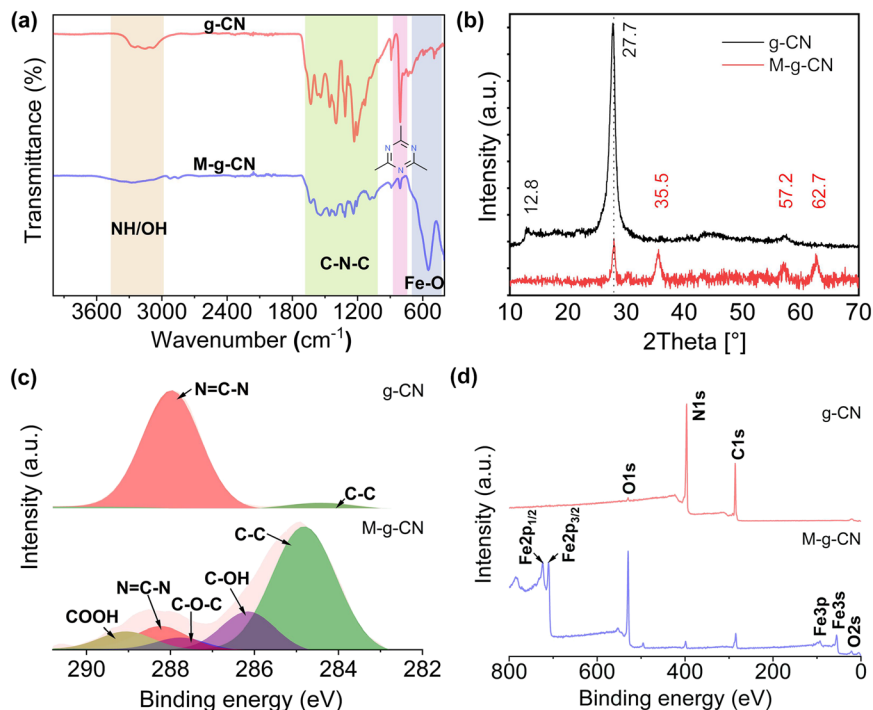 (a)
g-CN
M-g-CN
NH/OH
C-N-C
Fe-O
N
N
N
Transmittance (%)
3600 3000 2400 1800 1200 600
Wavenumber (cm-1)
(b)
27.7
g-CN
M-g-CN
12.8
35.5
57.2
62.7
Intensity (a.u.)
10 20 30 40 50 60 70
2Theta [°]
(c)
N=C-N
g-CN
C-C
M-g-CN
C-C
N=C-N
C-OH
COOH
C-O-C
Intensity (a.u.)
290 288 286 284 282
Binding energy (eV)
(d)
N1s
g-CN
C1s
O1s
M-g-CN
Fe2p1/2
Fe2p3/2
Fe3p
Fe3s
O2s
Intensity (a.u.)
800 600 400 200 0
Binding energy (eV)